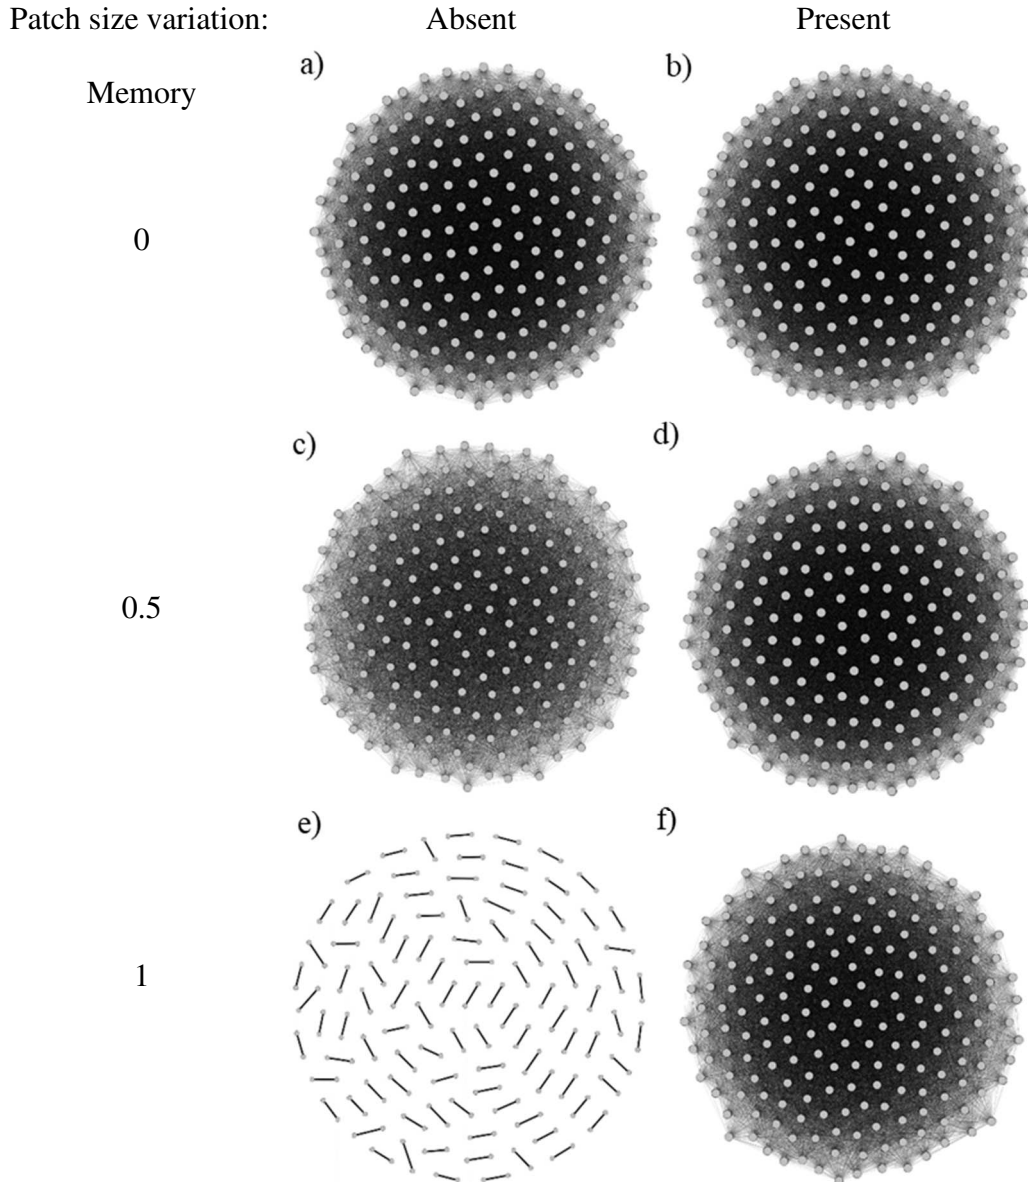 Patch size variation: Absent Present
a) b)
Memory
0
c) d)
0.5
e) f)
1